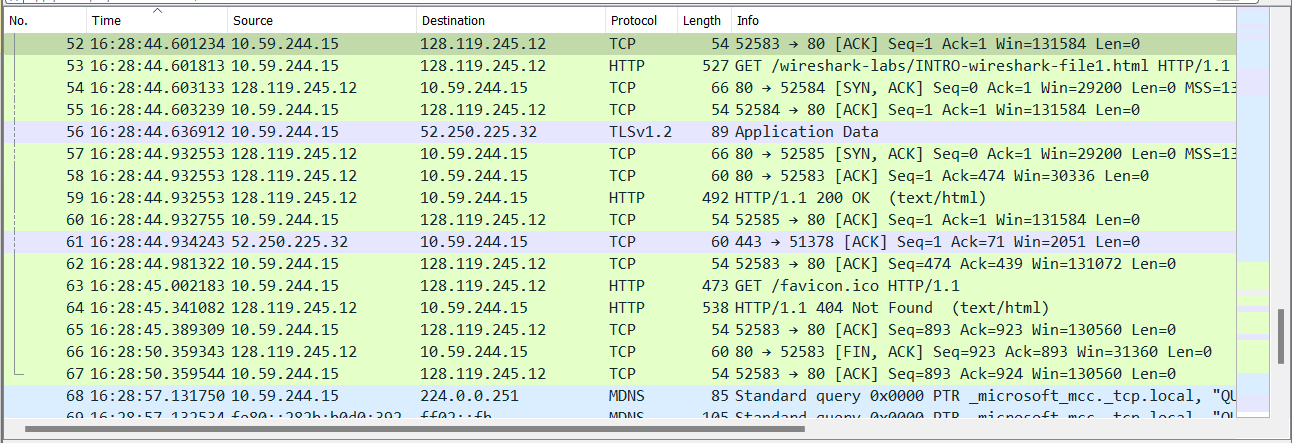 No. Time Source Destination Protocol Length Info
52 16:28:44.601234 10.59.244.15 128.119.245.12 TCP 54 52583 → 80 [ACK] Seq=1 Ack=1 Win=131584 Len=0
53 16:28:44.601813 10.59.244.15 128.119.245.12 HTTP 527 GET /wireshark-labs/INTRO-wireshark-file1.html HTTP/1.1
54 16:28:44.603133 128.119.245.12 10.59.244.15 TCP 66 80 → 52584 [SYN, ACK] Seq=0 Ack=1 Win=29200 Len=0 MSS=13
55 16:28:44.603239 10.59.244.15 128.119.245.12 TCP 54 52584 → 80 [ACK] Seq=1 Ack=1 Win=131584 Len=0
56 16:28:44.636912 10.59.244.15 52.250.225.32 TLSv1.2 89 Application Data
57 16:28:44.932553 128.119.245.12 10.59.244.15 TCP 66 80 → 52585 [SYN, ACK] Seq=0 Ack=1 Win=29200 Len=0 MSS=13
58 16:28:44.932553 128.119.245.12 10.59.244.15 TCP 60 80 → 52583 [ACK] Seq=1 Ack=474 Win=30336 Len=0
59 16:28:44.932553 128.119.245.12 10.59.244.15 HTTP 492 HTTP/1.1 200 OK (text/html)
60 16:28:44.932755 10.59.244.15 128.119.245.12 TCP 54 52585 → 80 [ACK] Seq=1 Ack=1 Win=131584 Len=0
61 16:28:44.934243 52.250.225.32 10.59.244.15 TCP 60 443 → 51378 [ACK] Seq=1 Ack=71 Win=2051 Len=0
62 16:28:44.981322 10.59.244.15 128.119.245.12 TCP 54 52583 → 80 [ACK] Seq=474 Ack=439 Win=131072 Len=0
63 16:28:45.002183 10.59.244.15 128.119.245.12 HTTP 473 GET /favicon.ico HTTP/1.1
64 16:28:45.341082 128.119.245.12 10.59.244.15 HTTP 538 HTTP/1.1 404 Not Found (text/html)
65 16:28:45.389309 10.59.244.15 128.119.245.12 TCP 54 52583 → 80 [ACK] Seq=893 Ack=923 Win=130560 Len=0
66 16:28:50.359343 128.119.245.12 10.59.244.15 TCP 60 80 → 52583 [FIN, ACK] Seq=923 Ack=893 Win=31360 Len=0
67 16:28:50.359544 10.59.244.15 128.119.245.12 TCP 54 52583 → 80 [ACK] Seq=893 Ack=924 Win=130560 Len=0
68 16:28:57.131750 10.59.244.15 224.0.0.251 MDNS 85 Standard query 0x0000 PTR _microsoft_mcc._tcp.local, "QU
69 16:28:57.132534 fe80::282b:b0d0:392 ff02::fb MDNS 105 Standard query 0x0000 PTR _microsoft_mcc._tcp.local, "QU